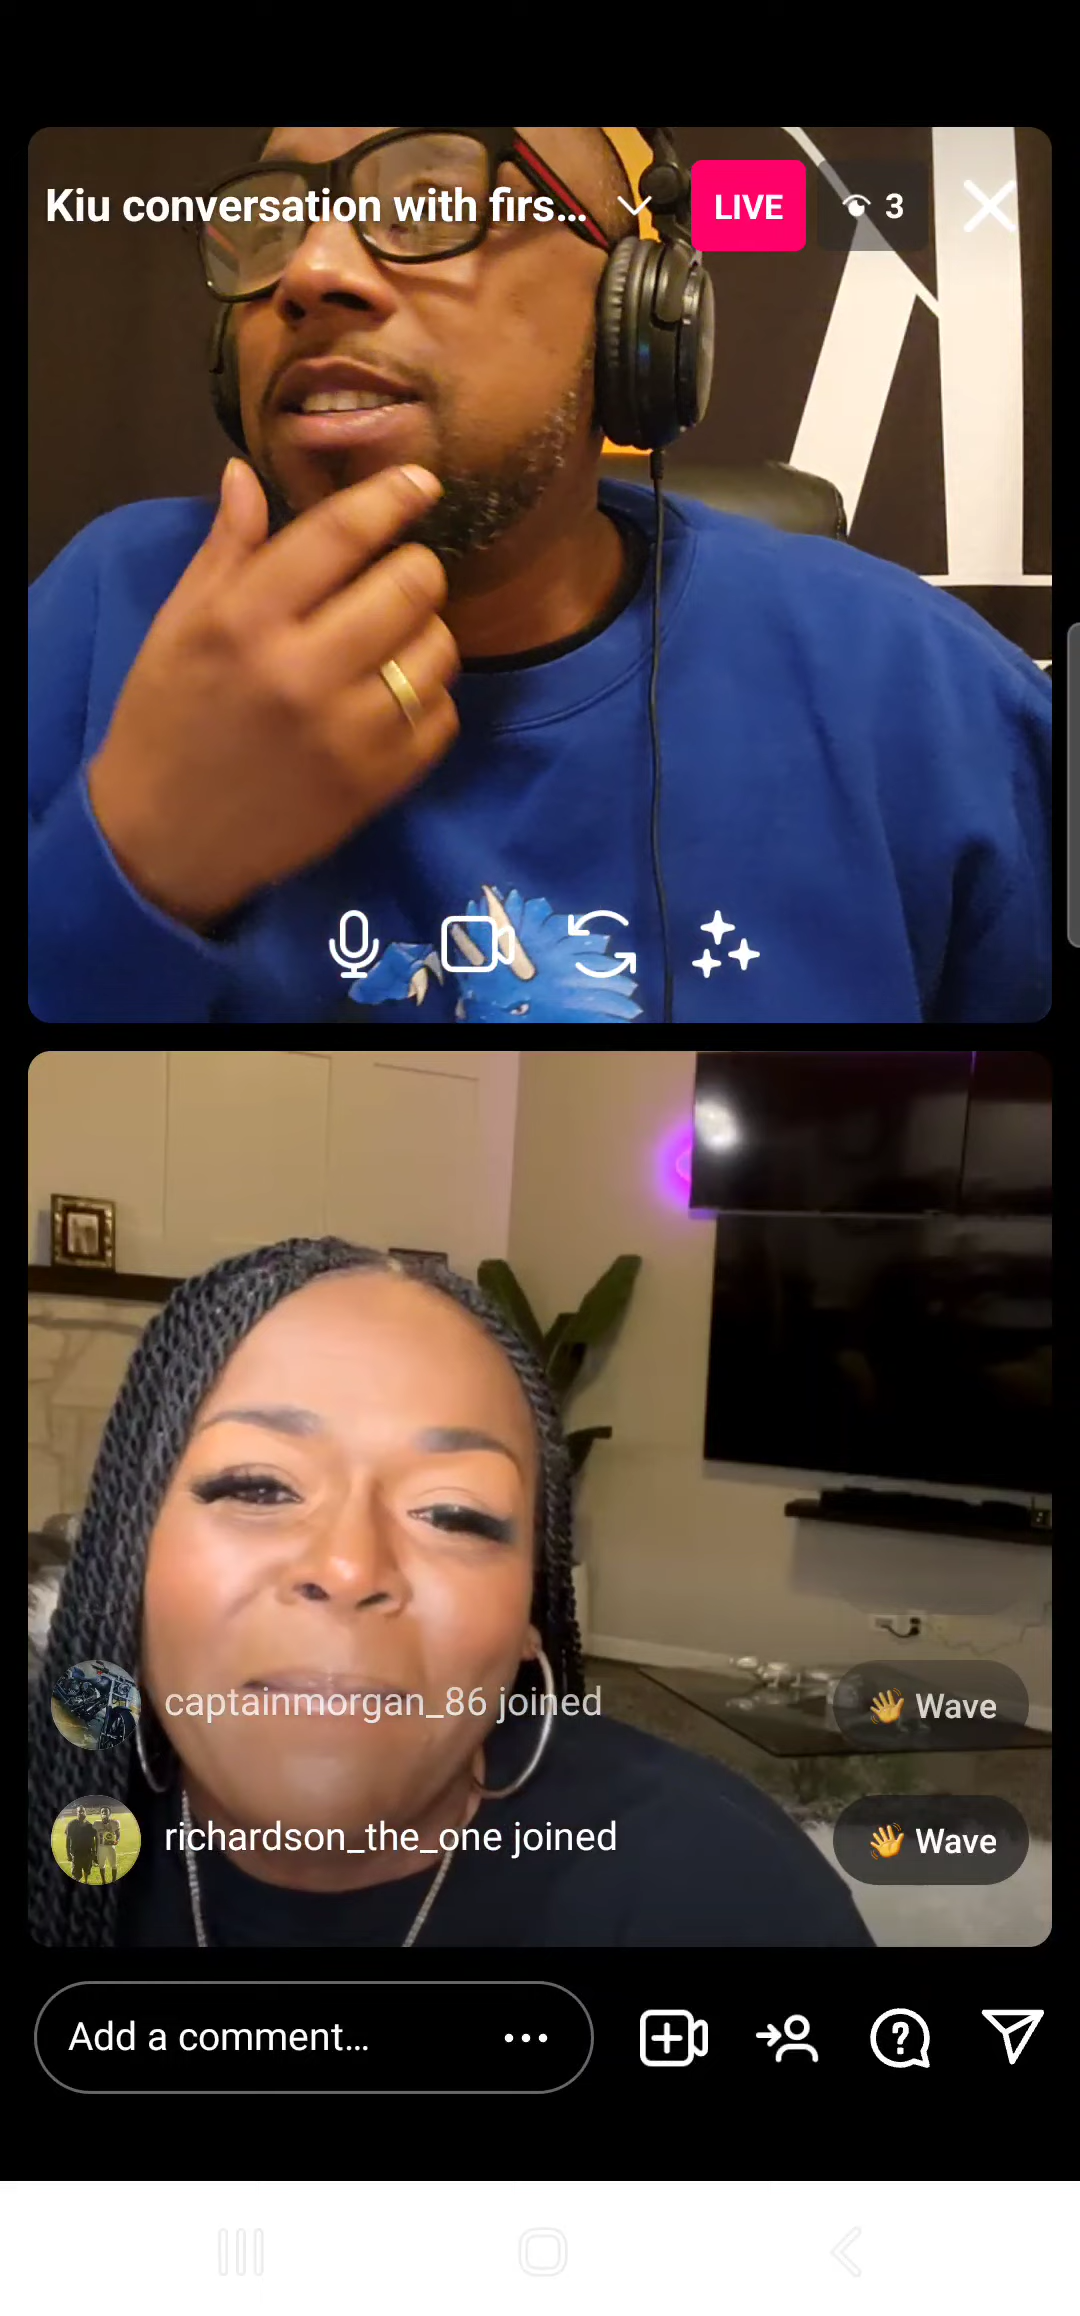 Kiu conversation with firs...
LIVE
3
captainmorgan_86 joined
Wave
richardson_the_one joined
Wave
Add a comment...